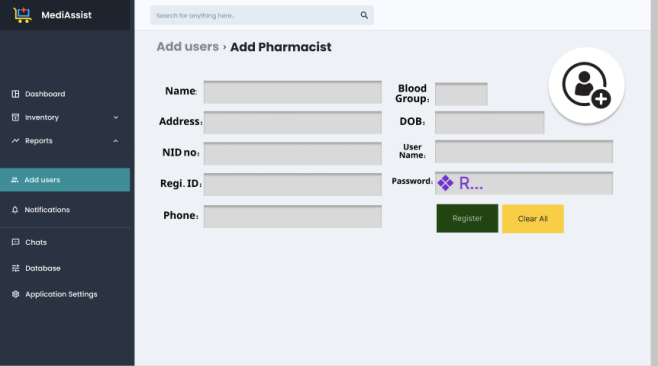 MediAssist
Search for anything here..
Add users › Add Pharmacist
Dashboard
Inventory
Reports
Add users
Notifications
Chats
Database
Application Settings
Name:
Address:
NID no:
Regi. ID:
Phone:
Blood
Group:
DOB:
User
Name:
Password:
R...
Register
Clear All